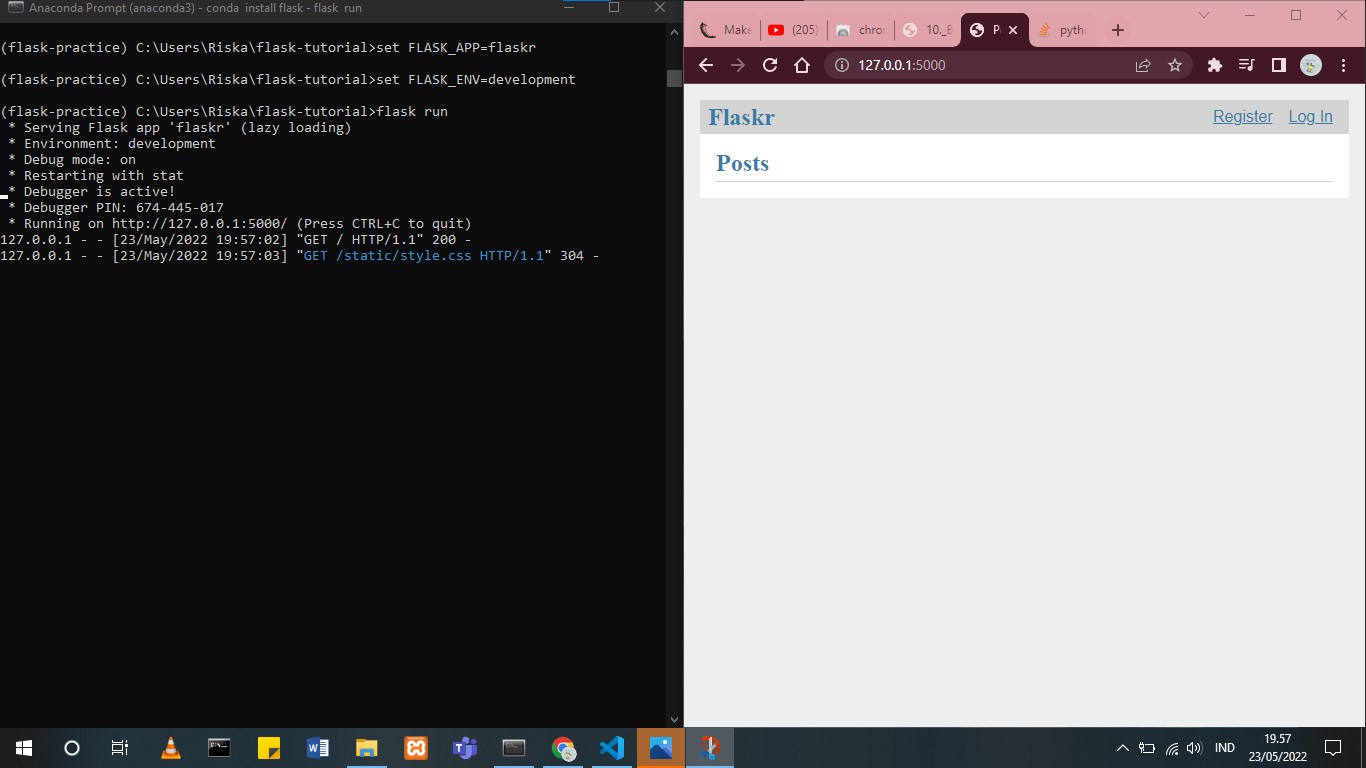 Anaconda Prompt (anaconda3) - conda  install flask - flask  run
(flask-practice) C:\Users\Riska\flask-tutorial>set FLASK_APP=flaskr
(flask-practice) C:\Users\Riska\flask-tutorial>set FLASK_ENV=development
(flask-practice) C:\Users\Riska\flask-tutorial>flask run
* Serving Flask app 'flaskr' (lazy loading)
* Environment: development
* Debug mode: on
* Restarting with stat
* Debugger is active!
* Debugger PIN: 674-445-017
* Running on http://127.0.0.1:5000/ (Press CTRL+C to quit)
127.0.0.1 - - [23/May/2022 19:57:02] "GET / HTTP/1.1" 200 -
127.0.0.1 - - [23/May/2022 19:57:03] "GET /static/style.css HTTP/1.1" 304 -
Make (205) chro 10._B P pyth
127.0.0.1:5000
Flaskr Register Log In
Posts
IND 19.57
23/05/2022